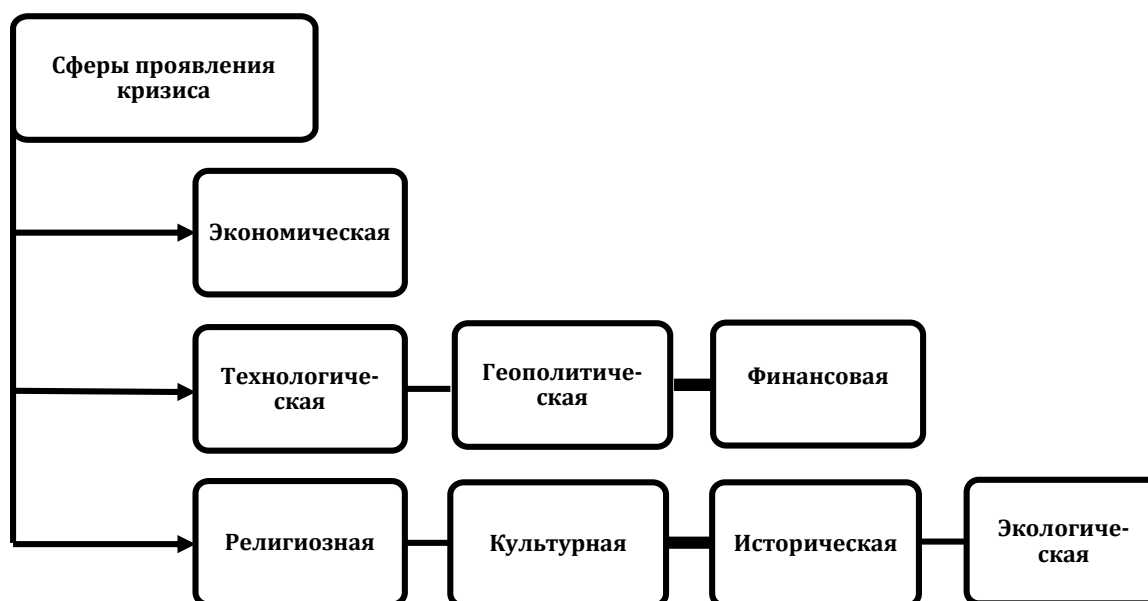 Сферы проявления
кризиса
Экономическая
Технологиче-
ская
Геополитиче-
ская
Финансовая
Религиозная
Культурная
Историческая
Экологиче-
ская